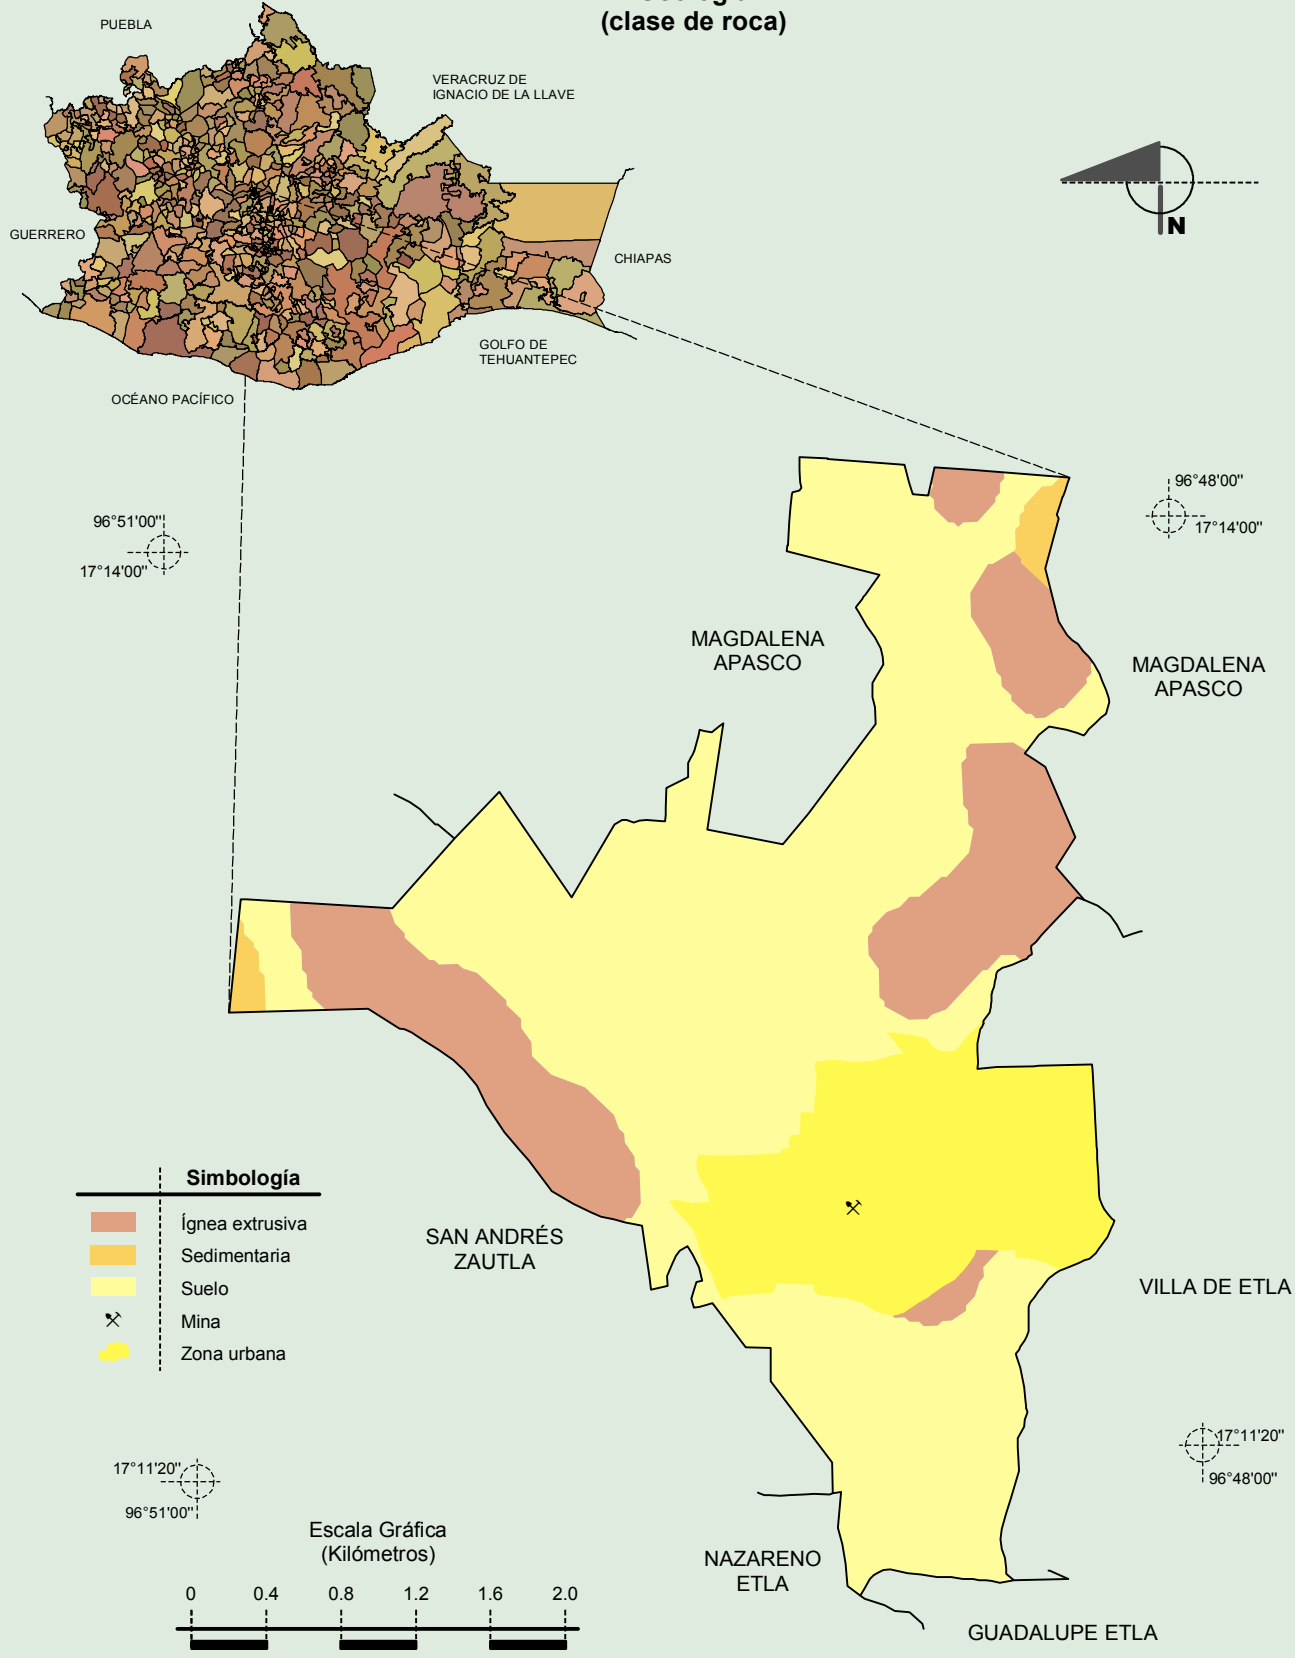 (clase de roca)
PUEBLA
VERACRUZ DE
IGNACIO DE LA LLAVE
GUERRERO
CHIAPAS
GOLFO DE
TEHUANTEPEC
OCÉANO PACÍFICO
N
96°51'00''
17°14'00''
96°48'00''
17°14'00''
MAGDALENA
APASCO
MAGDALENA
APASCO
Simbología
Ígnea extrusiva
Sedimentaria
Suelo
Mina
Zona urbana
SAN ANDRÉS
ZAUTLA
VILLA DE ETLA
17°11'20''
96°51'00''
17°11'20''
96°48'00''
Escala Gráfica
(Kilómetros)
0 0.4 0.8 1.2 1.6 2.0
NAZARENO
ETLA
GUADALUPE ETLA